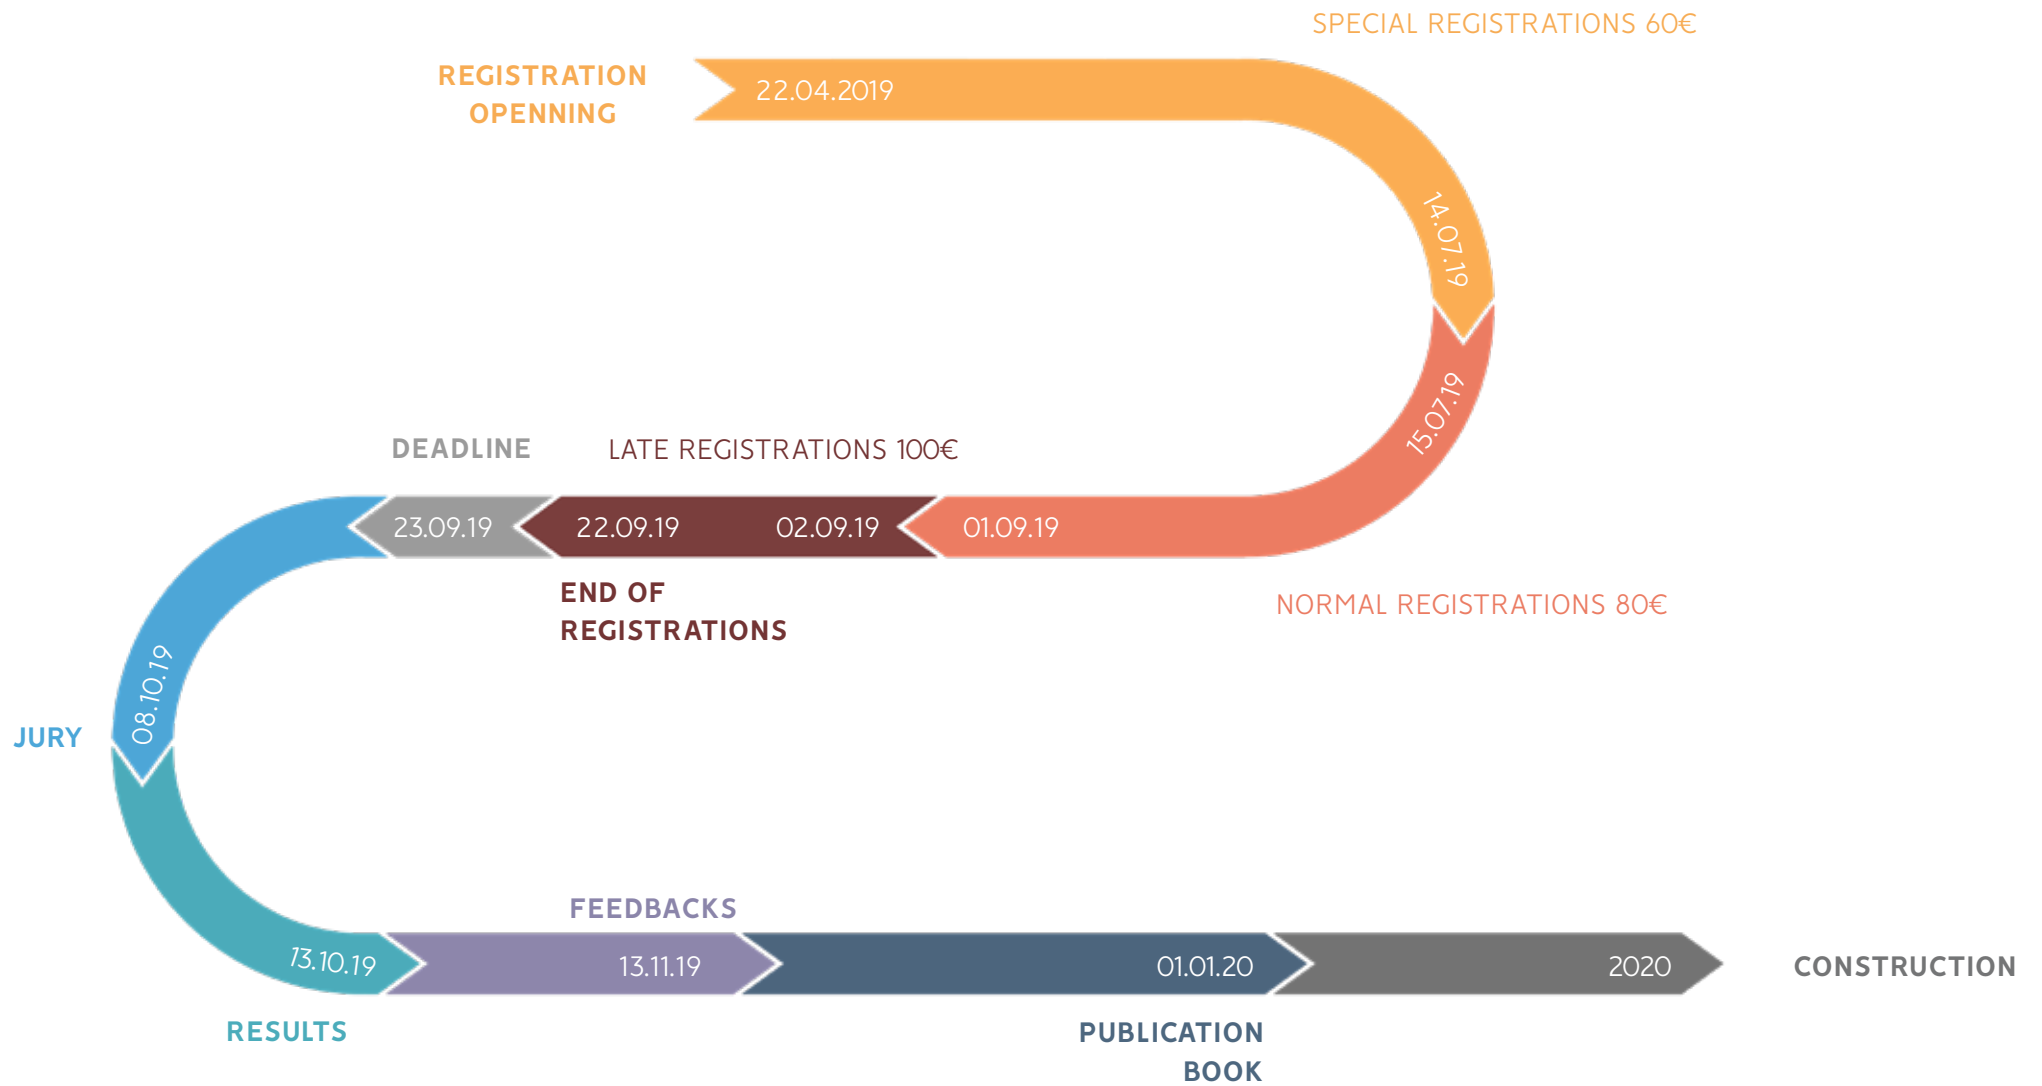 SPECIAL REGISTRATIONS 60€
REGISTRATION
OPENNING
22.04.2019
14.07.19
15.07.19
DEADLINE
LATE REGISTRATIONS 100€
23.09.19
22.09.19
02.09.19
01.09.19
END OF
REGISTRATIONS
NORMAL REGISTRATIONS 80€
08.10.19
JURY
FEEDBACKS
13.10.19
13.11.19
01.01.20
2020
CONSTRUCTION
RESULTS
PUBLICATION
BOOK